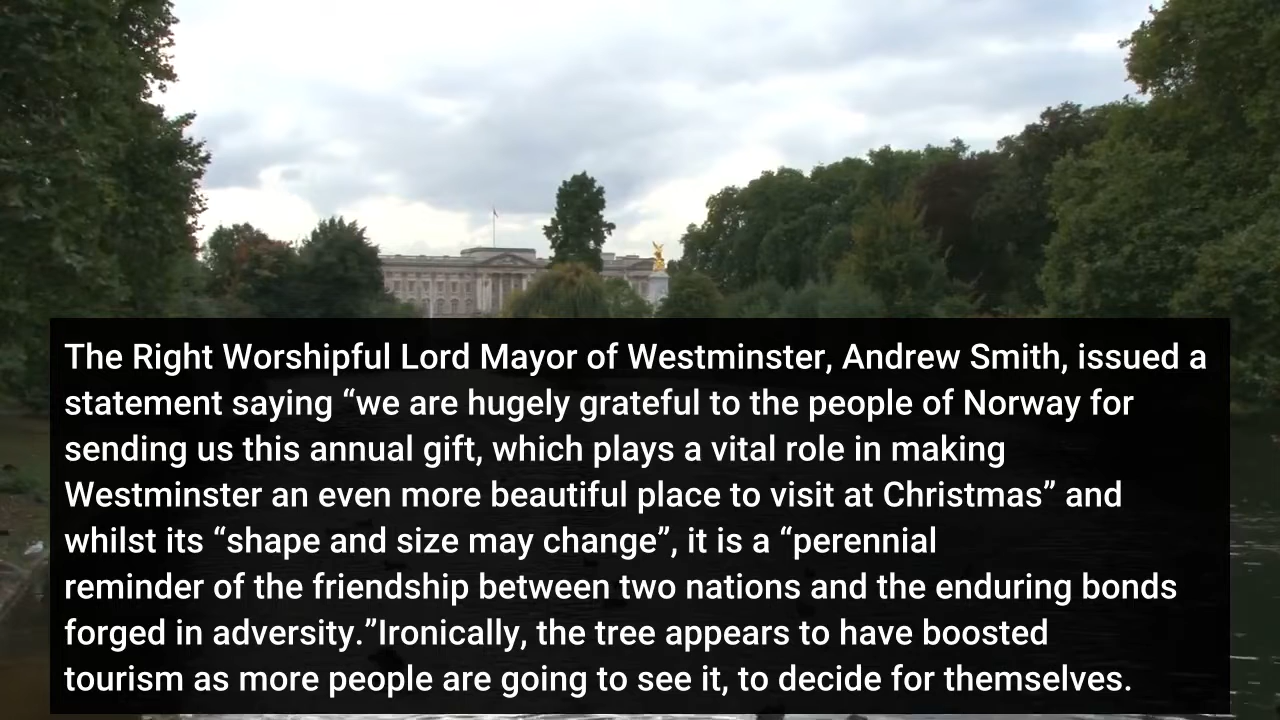 The Right Worshipful Lord Mayor of Westminster, Andrew Smith, issued a
statement saying “we are hugely grateful to the people of Norway for
sending us this annual gift, which plays a vital role in making
Westminster an even more beautiful place to visit at Christmas” and
whilst its “shape and size may change”, it is a “perennial
reminder of the friendship between two nations and the enduring bonds
forged in adversity.”Ironically, the tree appears to have boosted
tourism as more people are going to see it, to decide for themselves.